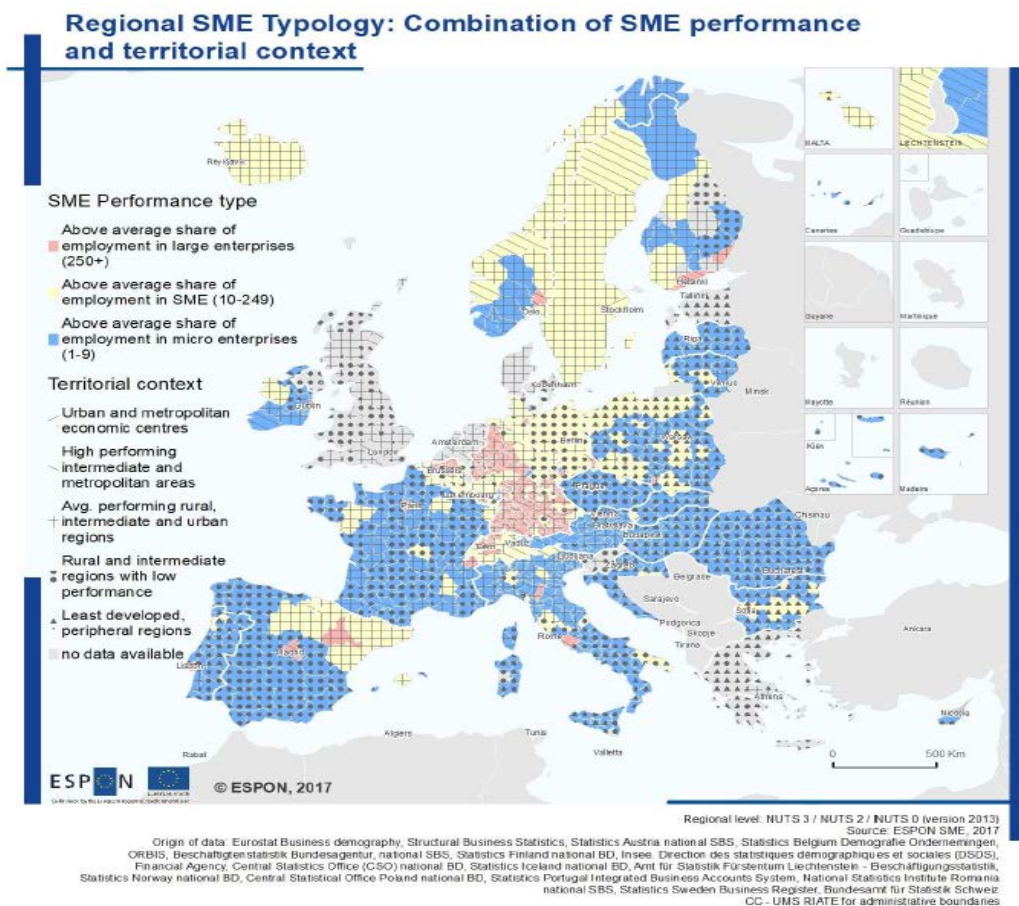 Regional SME Typology: Combination of SME performance
and territorial context
Reykjavik
MALTA
LIECHTENSTEIN
SME Performance type
Above average share of
employment in large enterprises
(250+)
Above average share of
employment in SME (10-249)
Above average share of
employment in micro enterprises
(1-9)
Territorial context
Urban and metropolitan
economic centres
High performing
intermediate and
metropolitan areas
Avg. performing rural,
intermediate and urban
regions
Rural and intermediate
regions with low
performance
Least developed,
peripheral regions
no data available
Canarias
Guadeloupe
Guyane
Martinique
Mayotte
Réunion
Açores
Madeira
Helsinki
Tallinn
Oslo
Stockholm
Riga
Vilnius
Minsk
Dublin
London
Amsterdam
Berlin
Warsaw
Brussels
Luxembourg
Prague
Paris
Vienna
Bratislava
Budapest
Chisinau
Bern
Vaduz
Ljubljana
Zagreb
Belgrade
Bucharest
Sarajevo
Sofia
Podgorica
Skopje
Tirana
Rome
Madrid
Lisbon
Ankara
Athens
Nicosia
Algiers
Tunis
Rabat
Valletta
0 500 Km
ESPON
© ESPON, 2017
Regional level: NUTS 3 / NUTS 2 / NUTS 0 (version 2013)
Source: ESPON SME, 2017
Origin of data: Eurostat Business demography, Structural Business Statistics, Statistics Austria national SBS, Statistics Belgium Demografie Ondernemingen,
ORBIS, Beschäftigtenstatistik Bundesagentur, national SBS, Statistics Finland national BD, Insee. Direction des statistiques démographiques et sociales (DSDS),
Financial Agency, Central Statistics Office (CSO) national BD, Statistics Iceland national BD, Amt für Statistik Fürstentum Liechtenstein - Beschäftigungsstatistik,
Statistics Norway national BD, Central Statistical Office Poland national BD, Statistics Portugal Integrated Business Accounts System, National Statistics Institute Romania
national SBS, Statistics Sweden Business Register, Bundesamt für Statistik Schweiz
CC - UMS RIATE for administrative boundaries